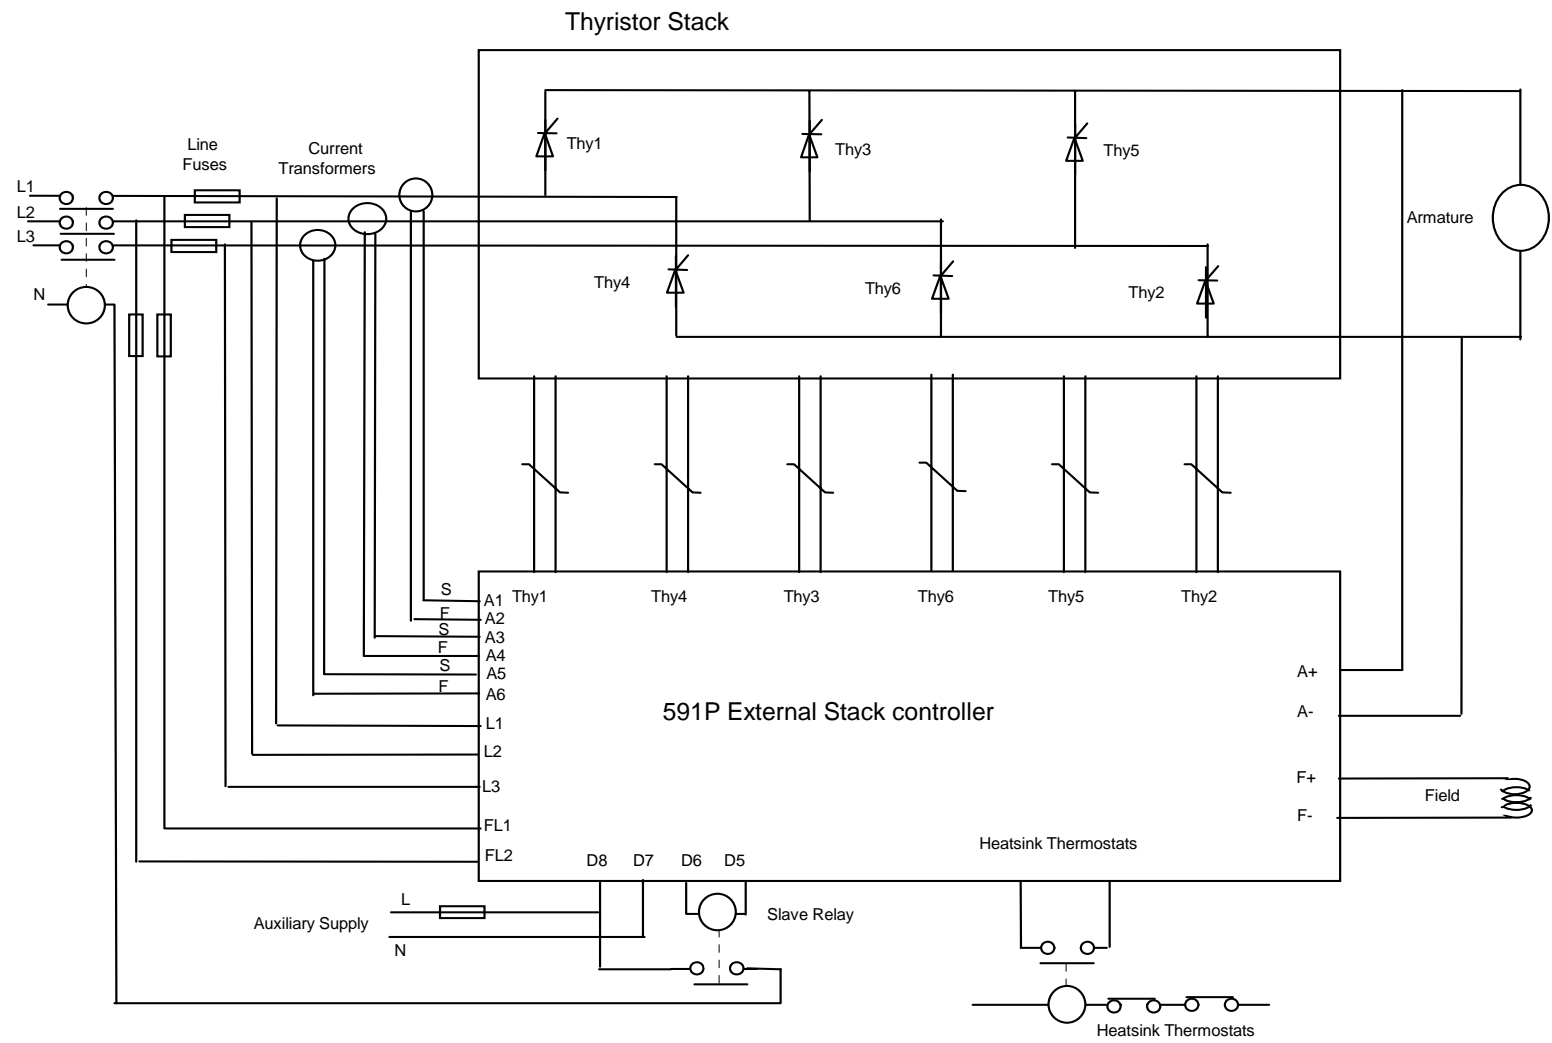 Thyristor Stack
Line
Fuses
Current
Transformers
Thy1
Thy3
Thy5
L1
L2
L3
N
Armature
Thy4
Thy6
Thy2
Thy1
Thy4
Thy3
Thy6
Thy5
Thy2
S
A1
F
A2
S
A3
F
A4
S
A5
F
A6
L1
L2
L3
FL1
FL2
591P External Stack controller
A+
A-
F+
F-
Field
Heatsink Thermostats
D8
D7
D6
D5
L
Auxiliary Supply
N
Slave Relay
Heatsink Thermostats